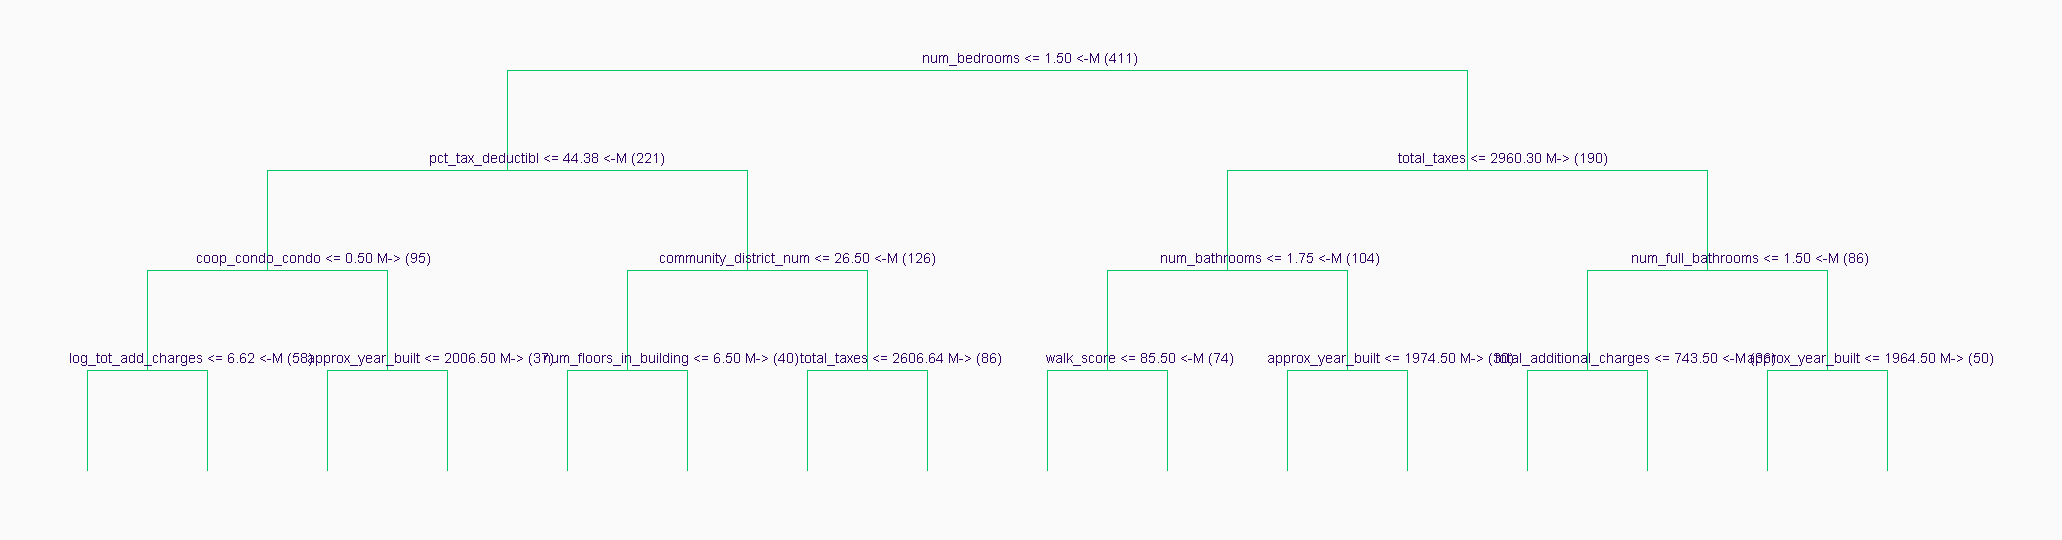 num_bedrooms <= 1.50 <-M (411)
pct_tax_deductibl <= 44.38 <-M (221)
total_taxes <= 2960.30 M-> (190)
coop_condo_condo <= 0.50 M-> (95)
community_district_num <= 26.50 <-M (126)
num_bathrooms <= 1.75 <-M (104)
num_full_bathrooms <= 1.50 <-M (86)
log_tot_add_charges <= 6.62 <-M (58)
approx_year_built <= 2006.50 M-> (37)
num_floors_in_building <= 6.50 M-> (40)
total_taxes <= 2606.64 M-> (86)
walk_score <= 85.50 <-M (74)
approx_year_built <= 1974.50 M-> (30)
total_additional_charges <= 743.50 <-M (36)
approx_year_built <= 1964.50 M-> (50)